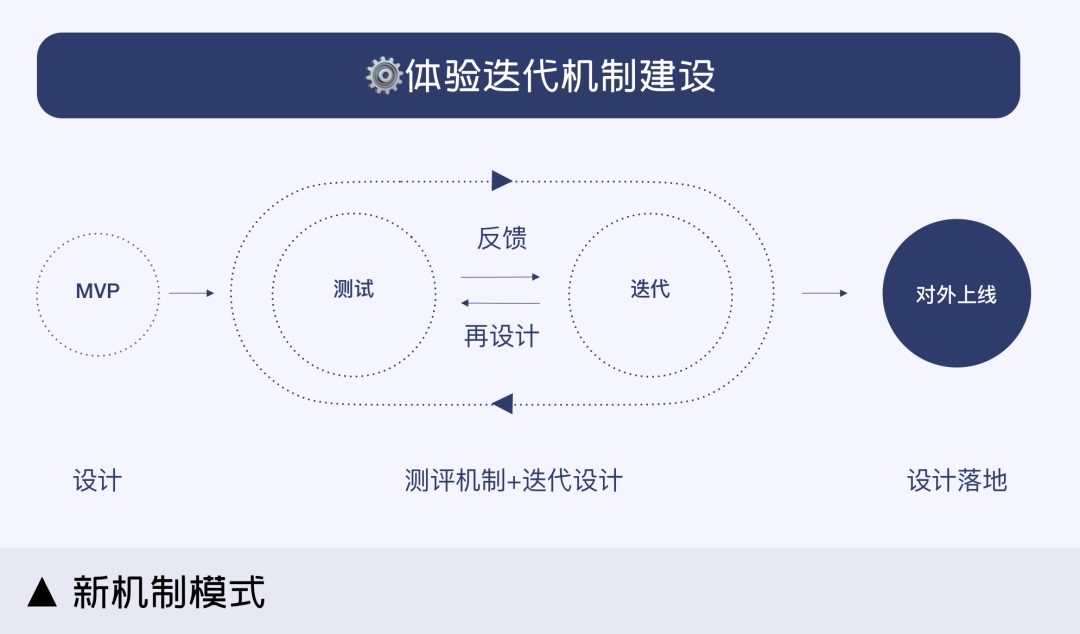 ⚙体验迭代机制建设
反馈
MVP
测试
迭代
对外上线
再设计
设计
测评机制+迭代设计
设计落地
▲ 新机制模式